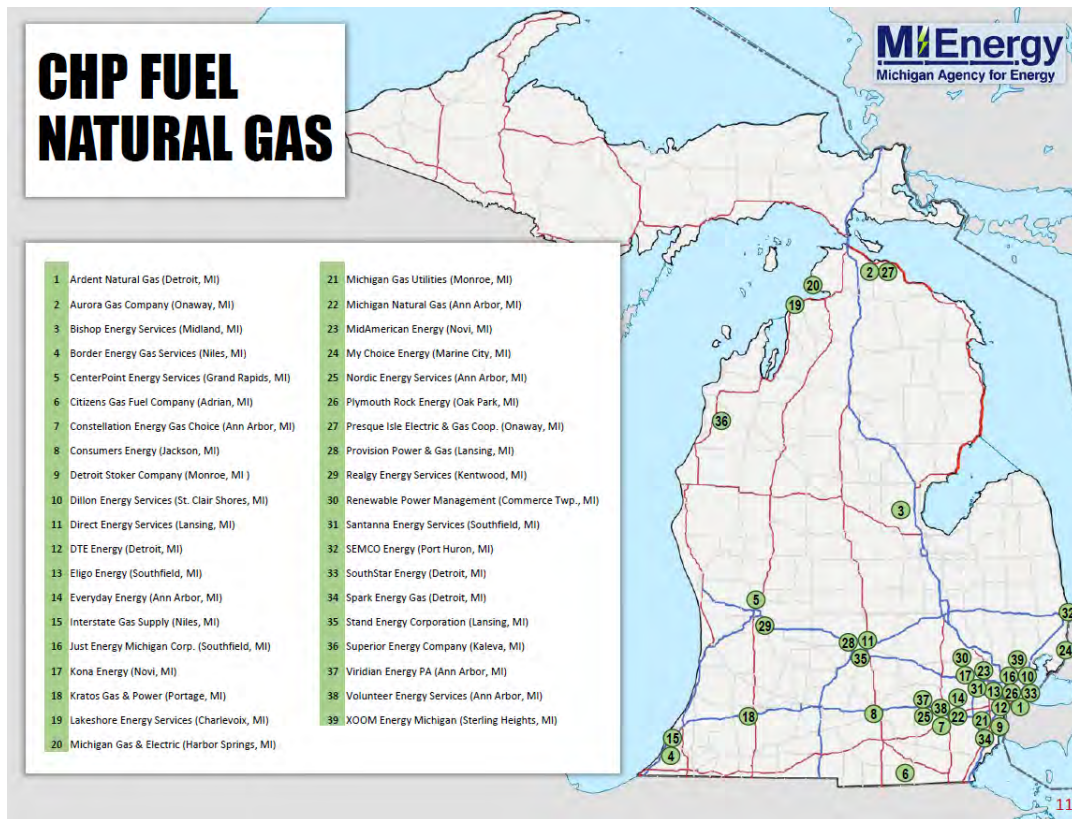 CHP FUEL
NATURAL GAS
MI Energy
Michigan Agency for Energy
1 Ardent Natural Gas (Detroit, MI)
2 Aurora Gas Company (Onaway, MI)
3 Bishop Energy Services (Midland, MI)
4 Border Energy Gas Services (Niles, MI)
5 CenterPoint Energy Services (Grand Rapids, MI)
6 Citizens Gas Fuel Company (Adrian, MI)
7 Constellation Energy Gas Choice (Ann Arbor, MI)
8 Consumers Energy (Jackson, MI)
9 Detroit Stoker Company (Monroe, MI )
10 Dillon Energy Services (St. Clair Shores, MI)
11 Direct Energy Services (Lansing, MI)
12 DTE Energy (Detroit, MI)
13 Eligo Energy (Southfield, MI)
14 Everyday Energy (Ann Arbor, MI)
15 Interstate Gas Supply (Niles, MI)
16 Just Energy Michigan Corp. (Southfield, MI)
17 Kona Energy (Novi, MI)
18 Kratos Gas & Power (Portage, MI)
19 Lakeshore Energy Services (Charlevoix, MI)
20 Michigan Gas & Electric (Harbor Springs, MI)
21 Michigan Gas Utilities (Monroe, MI)
22 Michigan Natural Gas (Ann Arbor, MI)
23 MidAmerican Energy (Novi, MI)
24 My Choice Energy (Marine City, MI)
25 Nordic Energy Services (Ann Arbor, MI)
26 Plymouth Rock Energy (Oak Park, MI)
27 Presque Isle Electric & Gas Coop. (Onaway, MI)
28 Provision Power & Gas (Lansing, MI)
29 Realgy Energy Services (Kentwood, MI)
30 Renewable Power Management (Commerce Twp., MI)
31 Santanna Energy Services (Southfield, MI)
32 SEMCO Energy (Port Huron, MI)
33 SouthStar Energy (Detroit, MI)
34 Spark Energy Gas (Detroit, MI)
35 Stand Energy Corporation (Lansing, MI)
36 Superior Energy Company (Kaleva, MI)
37 Viridian Energy PA (Ann Arbor, MI)
38 Volunteer Energy Services (Ann Arbor, MI)
39 XOOM Energy Michigan (Sterling Heights, MI)
2 27
20
19
36
3
5
29
28 11
35
32
24
30 39
17 23 16 10
31 13 26 33
37 14
38 12 1
18 8 25 22 21
7 9
34
15
4
6
11